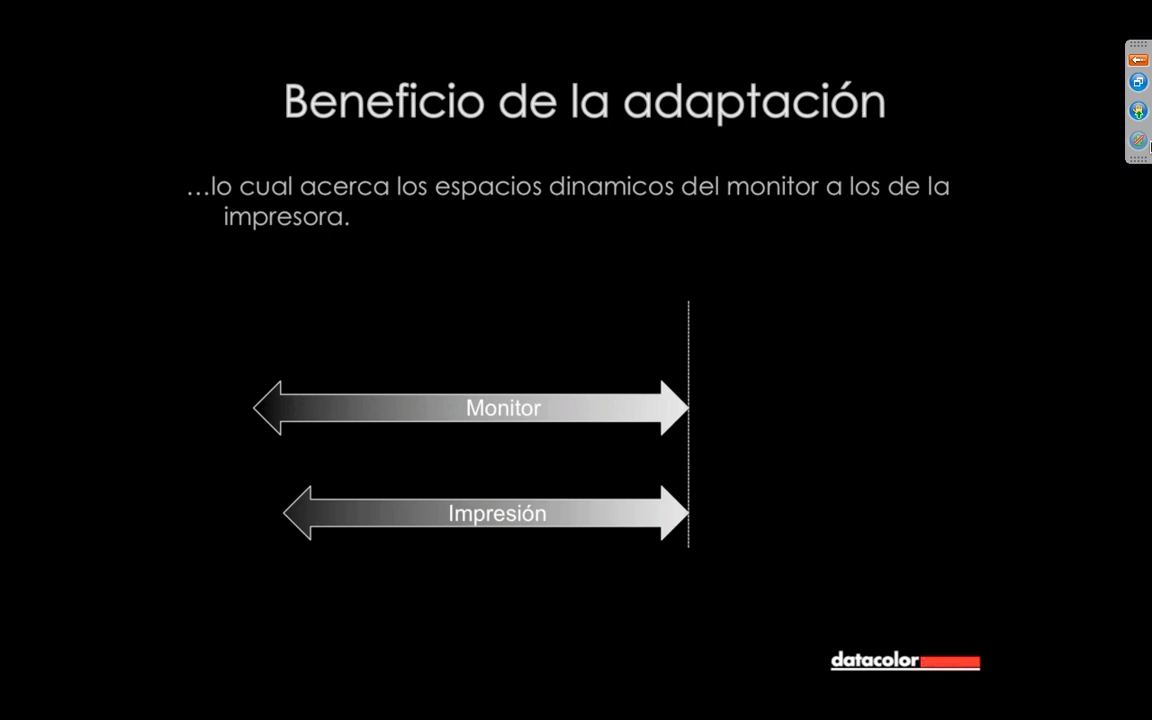 Beneficio de la adaptación
…lo cual acerca los espacios dinamicos del monitor a los de la
impresora.
Monitor
Impresión
datacolor